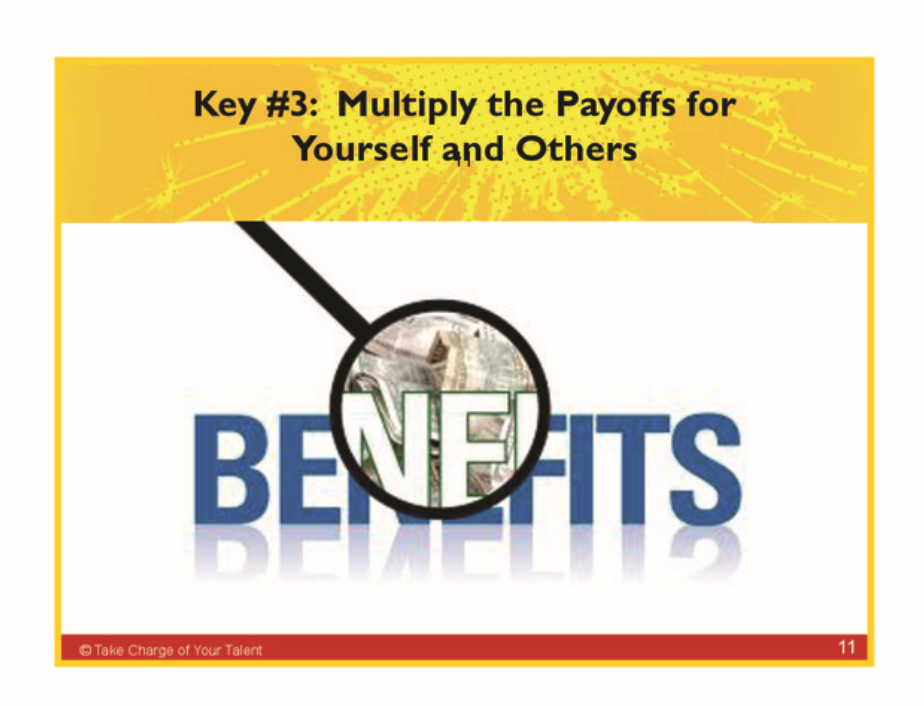 Key #3: Multiply the Payoffs for
Yourself and Others
BENEFITS
© Take Charge of Your Talent
11